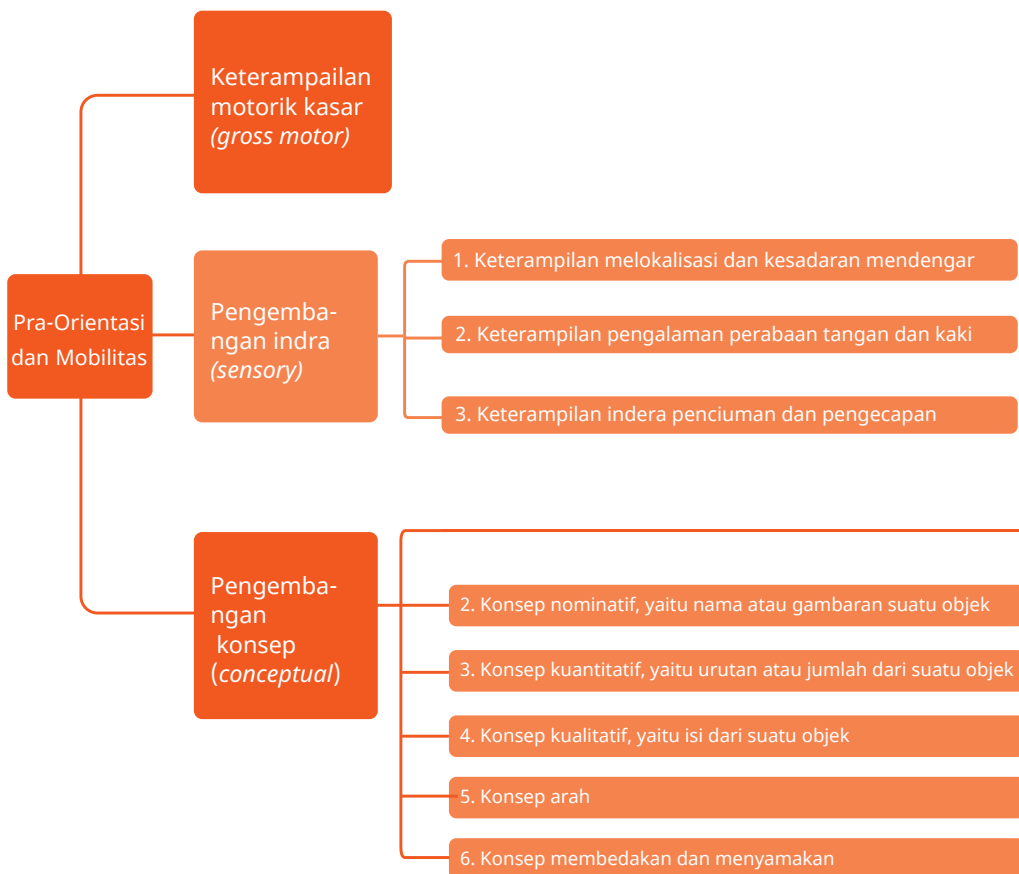 Keterampailan
motorik kasar
(gross motor)
Pra-Orientasi
dan Mobilitas
Pengemba-
ngan indra
(sensory)
1. Keterampilan melokalisasi dan kesadaran mendengar
2. Keterampilan pengalaman perabaan tangan dan kaki
3. Keterampilan indera penciuman dan pengecapan
Pengemba-
ngan
konsep
(conceptual)
2. Konsep nominatif, yaitu nama atau gambaran suatu objek
3. Konsep kuantitatif, yaitu urutan atau jumlah dari suatu objek
4. Konsep kualitatif, yaitu isi dari suatu objek
5. Konsep arah
6. Konsep membedakan dan menyamakan